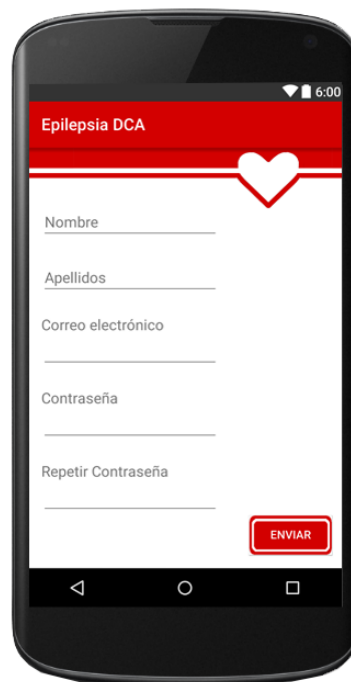 6:00
Epilepsia DCA
Nombre
Apellidos
Correo electrónico
Contraseña
Repetir Contraseña
ENVIAR